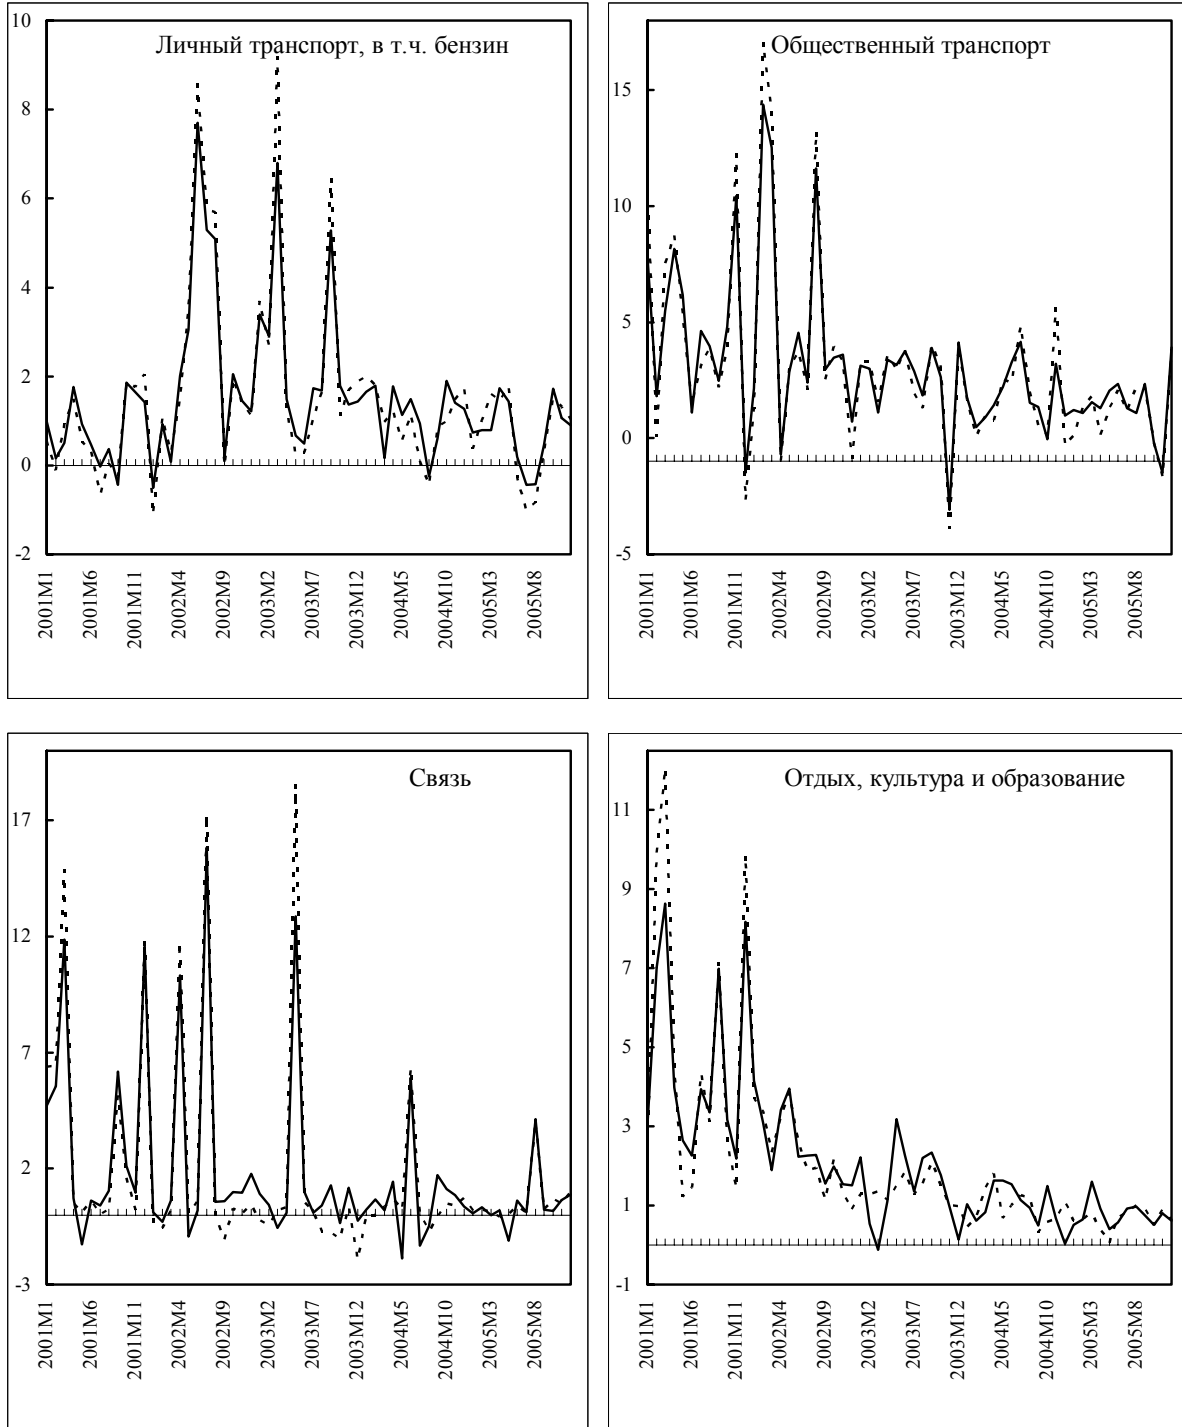 Личный транспорт, в т.ч. бензин
10
8
6
4
2
0
-2
2001M1
2001M6
2001M11
2002M4
2002M9
2003M2
2003M7
2003M12
2004M5
2004M10
2005M3
2005M8
Общественный транспорт
15
10
5
0
-5
2001M1
2001M6
2001M11
2002M4
2002M9
2003M2
2003M7
2003M12
2004M5
2004M10
2005M3
2005M8
Связь
17
12
7
2
-3
2001M1
2001M6
2001M11
2002M4
2002M9
2003M2
2003M7
2003M12
2004M5
2004M10
2005M3
2005M8
Отдых, культура и образование
11
9
7
5
3
1
-1
2001M1
2001M6
2001M11
2002M4
2002M9
2003M2
2003M7
2003M12
2004M5
2004M10
2005M3
2005M8